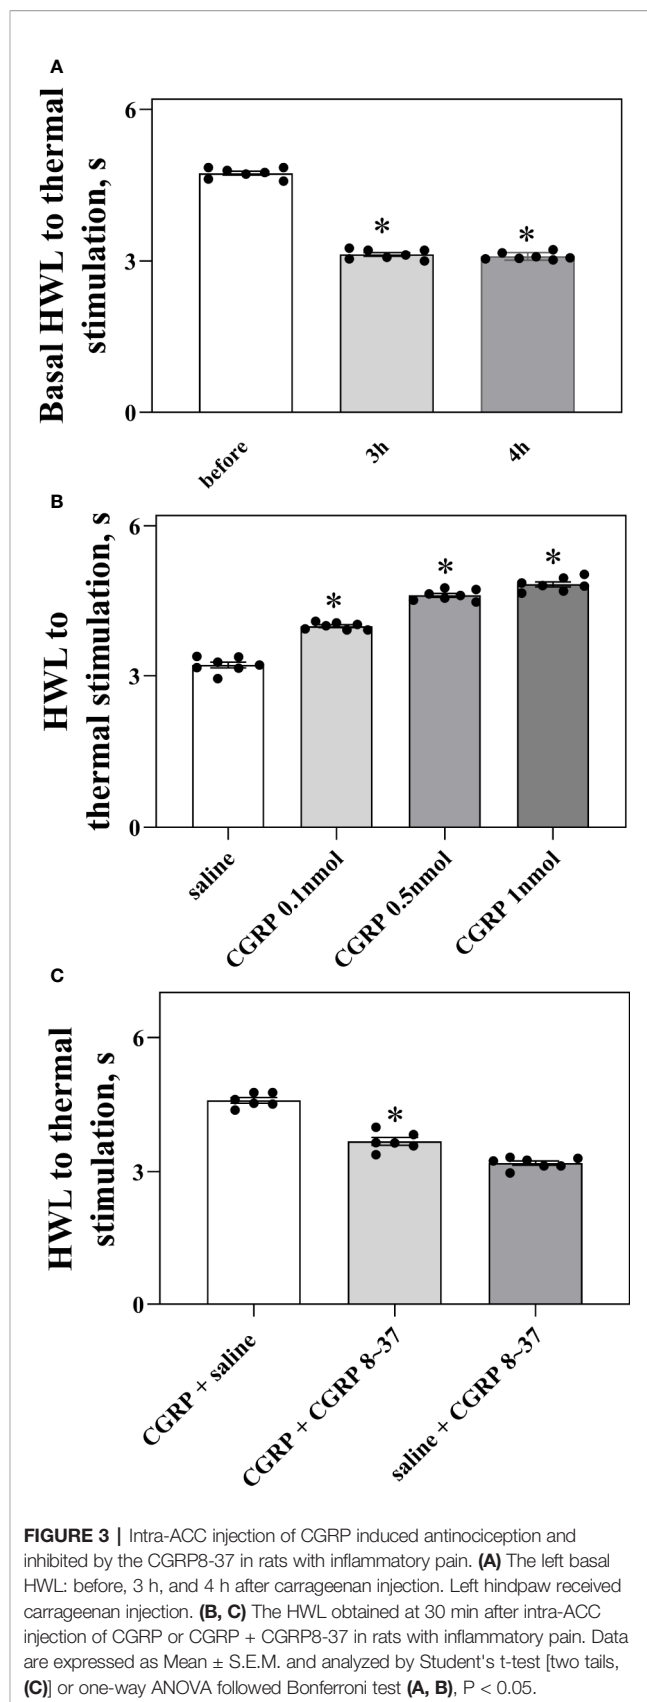 A
Basal HWL to thermal
stimulation, s
6
3
0
*
*
before
3h
4h
B
HWL to
thermal stimulation, s
6
3
0
*
*
*
saline
CGRP 0.1nmol
CGRP 0.5nmol
CGRP 1nmol
C
HWL to thermal
stimulation, s
6
3
0
*
CGRP + saline
CGRP + CGRP 8~37
saline + CGRP 8~37
FIGURE 3 | Intra-ACC injection of CGRP induced antinociception and
inhibited by the CGRP8-37 in rats with inflammatory pain. (A) The left basal
HWL: before, 3 h, and 4 h after carrageenan injection. Left hindpaw received
carrageenan injection. (B, C) The HWL obtained at 30 min after intra-ACC
injection of CGRP or CGRP + CGRP8-37 in rats with inflammatory pain. Data
are expressed as Mean ± S.E.M. and analyzed by Student's t-test [two tails,
(C)] or one-way ANOVA followed Bonferroni test (A, B), P < 0.05.